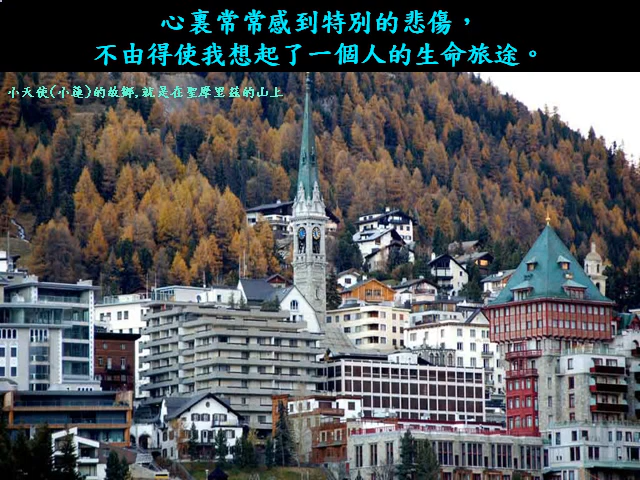 心裏常常感到特別的悲傷，
不由得使我想起了一個人的生命旅途。
小天使(小蓮)的故鄉,就是在聖摩里茲的山上